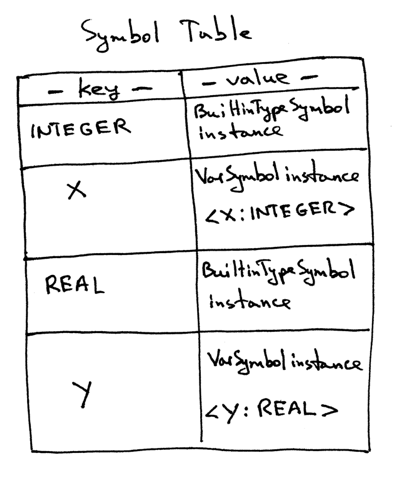 Symbol Table
- key - - value -
INTEGER BuiltinTypeSymbol
instance
X VarSymbol instance
<X:INTEGER>
REAL BuiltinTypeSymbol
instance
Y VarSymbol instance
<Y:REAL>